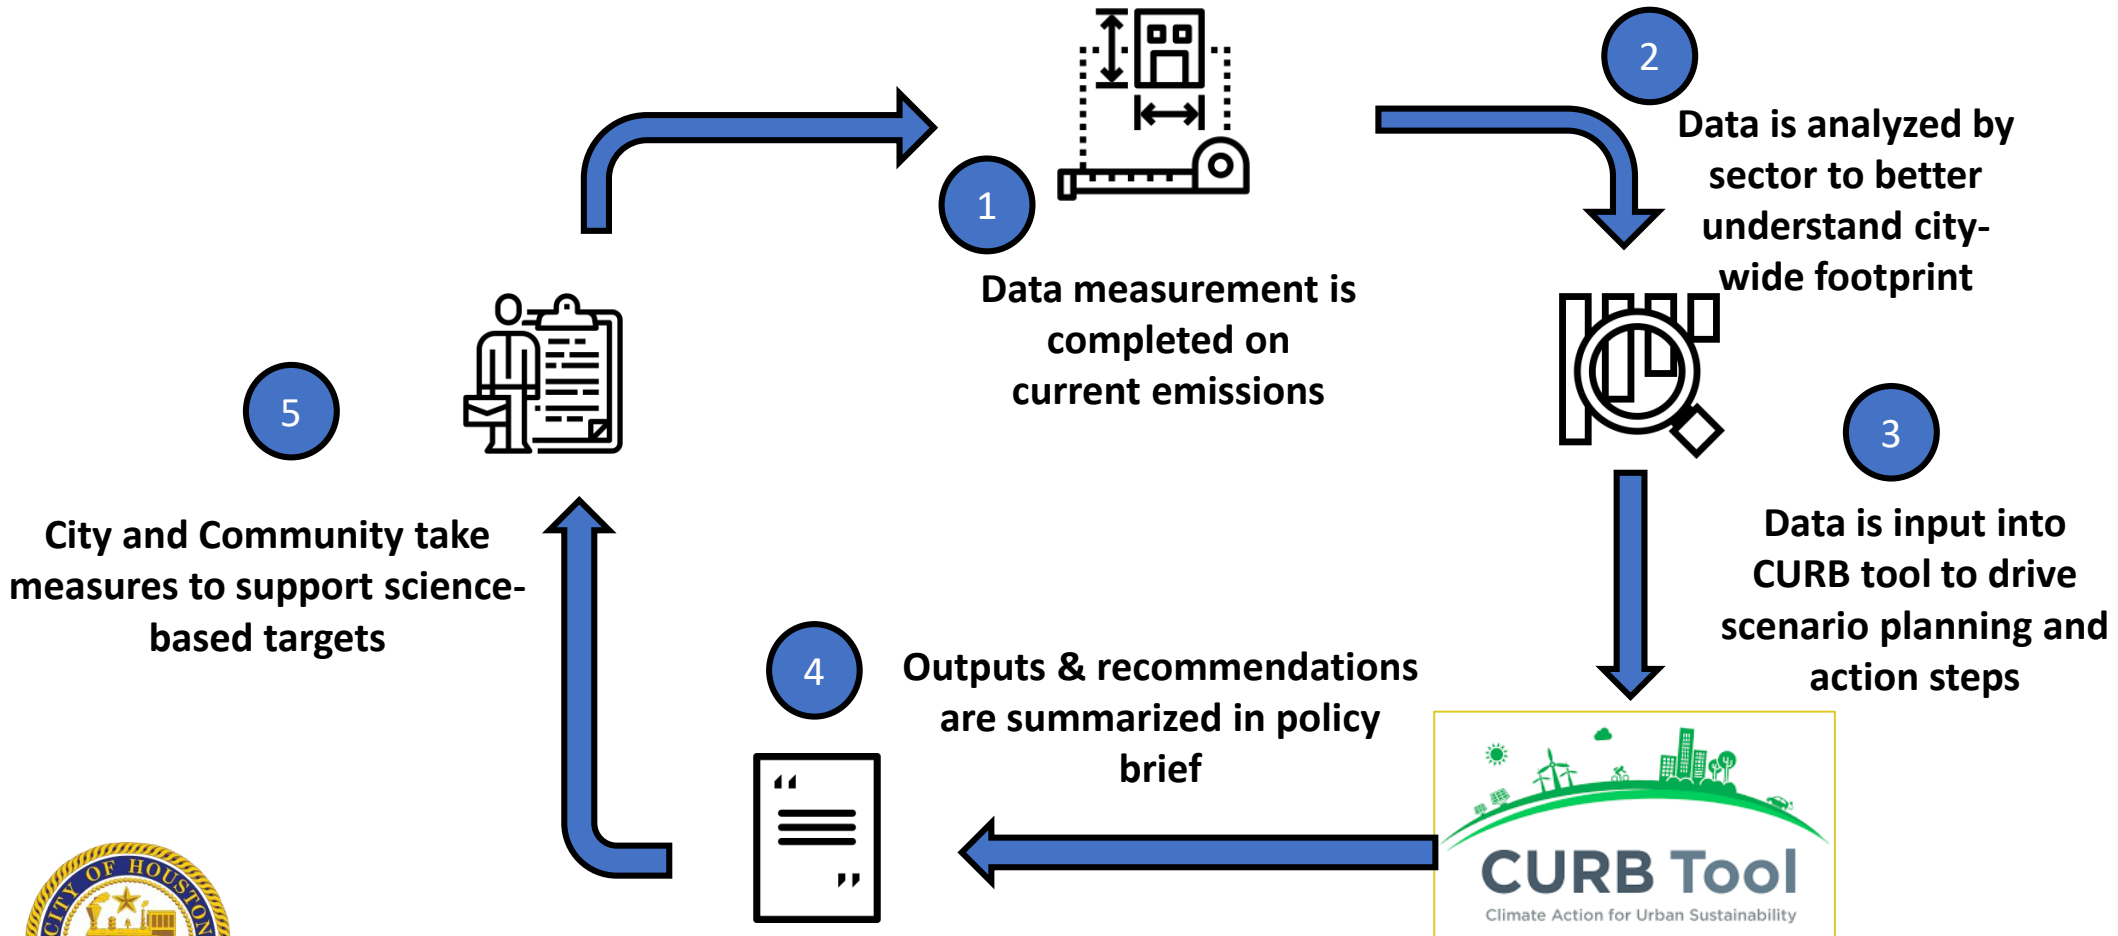 1
Data measurement is
completed on
current emissions
2
Data is analyzed by
sector to better
understand city-
wide footprint
3
Data is input into
CURB tool to drive
scenario planning and
action steps
CURB Tool
Climate Action for Urban Sustainability
4
Outputs & recommendations
are summarized in policy
brief
5
City and Community take
measures to support science-
based targets
CITY OF HOUSTON